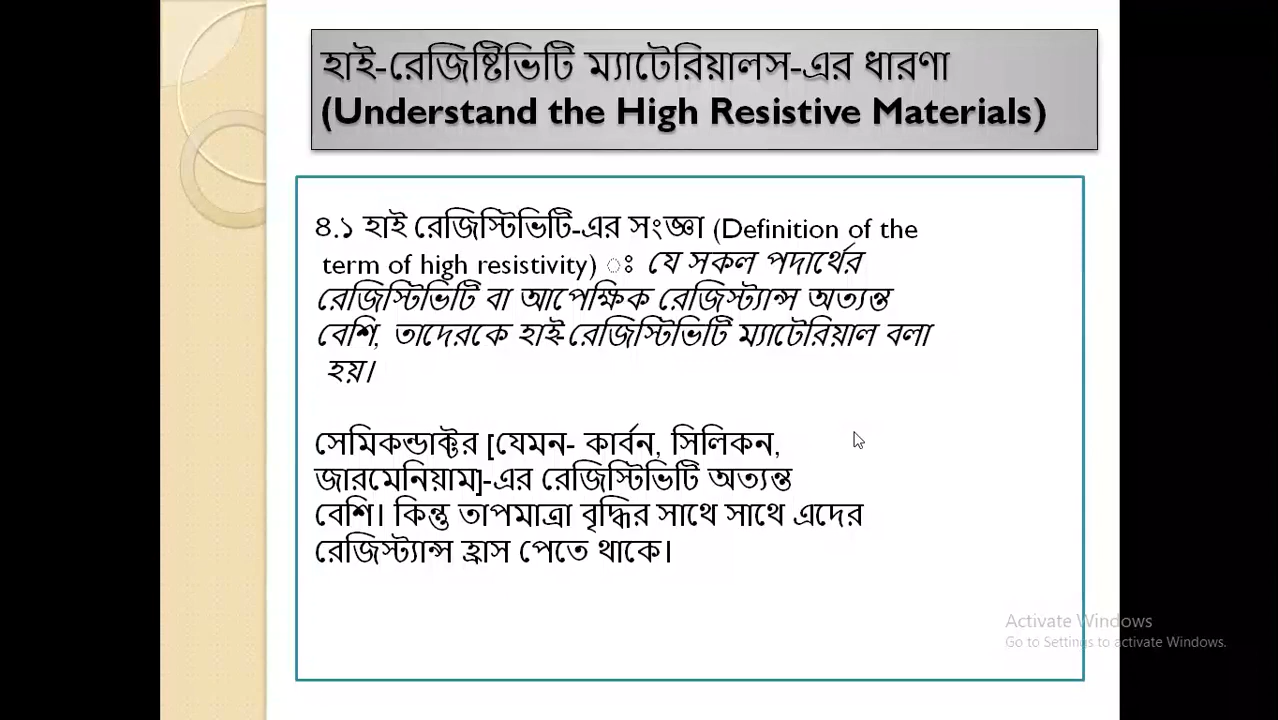 হাই-রেজিষ্টিভিটি ম্যাটেরিয়ালস-এর ধারণা
(Understand the High Resistive Materials)
৪.১ হাই রেজিস্টিভিটি-এর সংজ্ঞা (Definition of the
term of high resistivity) ঃ যে সকল পদার্থের
রেজিস্টিভিটি বা আপেক্ষিক রেজিস্ট্যান্স অত্যন্ত
বেশি, তাদেরকে হাই-রেজিস্টিভিটি ম্যাটেরিয়াল বলা
হয়।
সেমিকন্ডাক্টর [যেমন- কার্বন, সিলিকন,
জারমেনিয়াম]-এর রেজিস্টিভিটি অত্যন্ত
বেশি। কিন্তু তাপমাত্রা বৃদ্ধির সাথে সাথে এদের
রেজিস্ট্যান্স হ্রাস পেতে থাকে।
Activate Windows
Go to Settings to activate Windows.